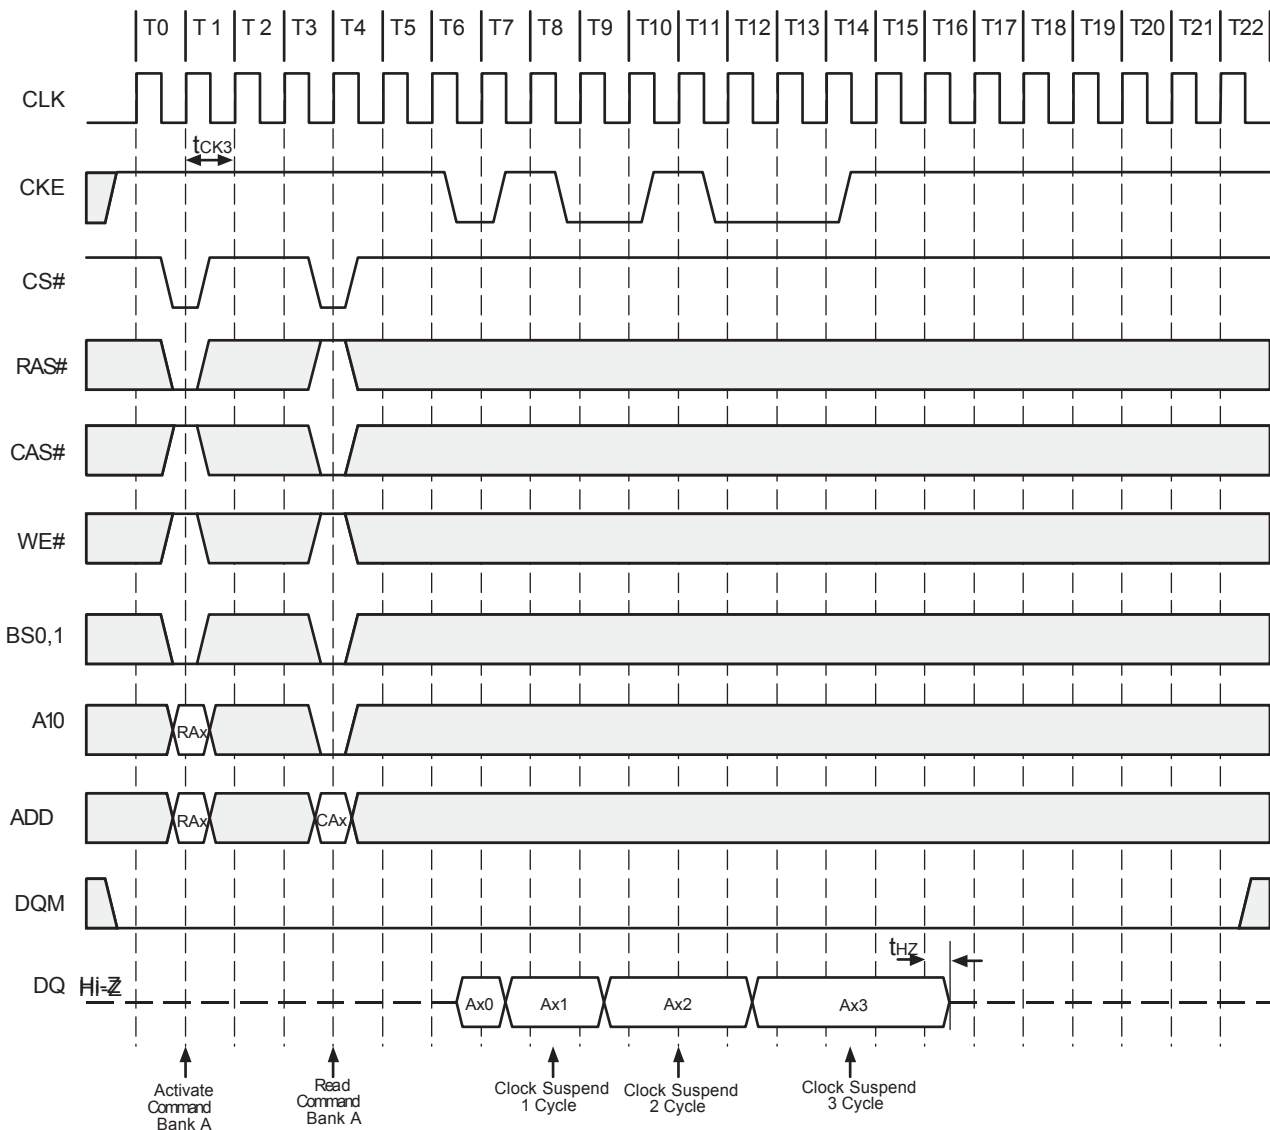 T0 T 1 T 2 T3 T4 T5 T6 T7 T8 T9 T10 T11 T12 T13 T14 T15 T16 T17 T18 T19 T20 T21 T22
CLK
tCK3
CKE
CS#
RAS#
CAS#
WE#
BS0,1
A10
RAx
ADD
RAx CAx
DQM
tHZ
DQ Hi-Z
Ax0 Ax1 Ax2 Ax3
Activate
Command
Bank A
Read
Command
Bank A
Clock Suspend
1 Cycle
Clock Suspend
2 Cycle
Clock Suspend
3 Cycle